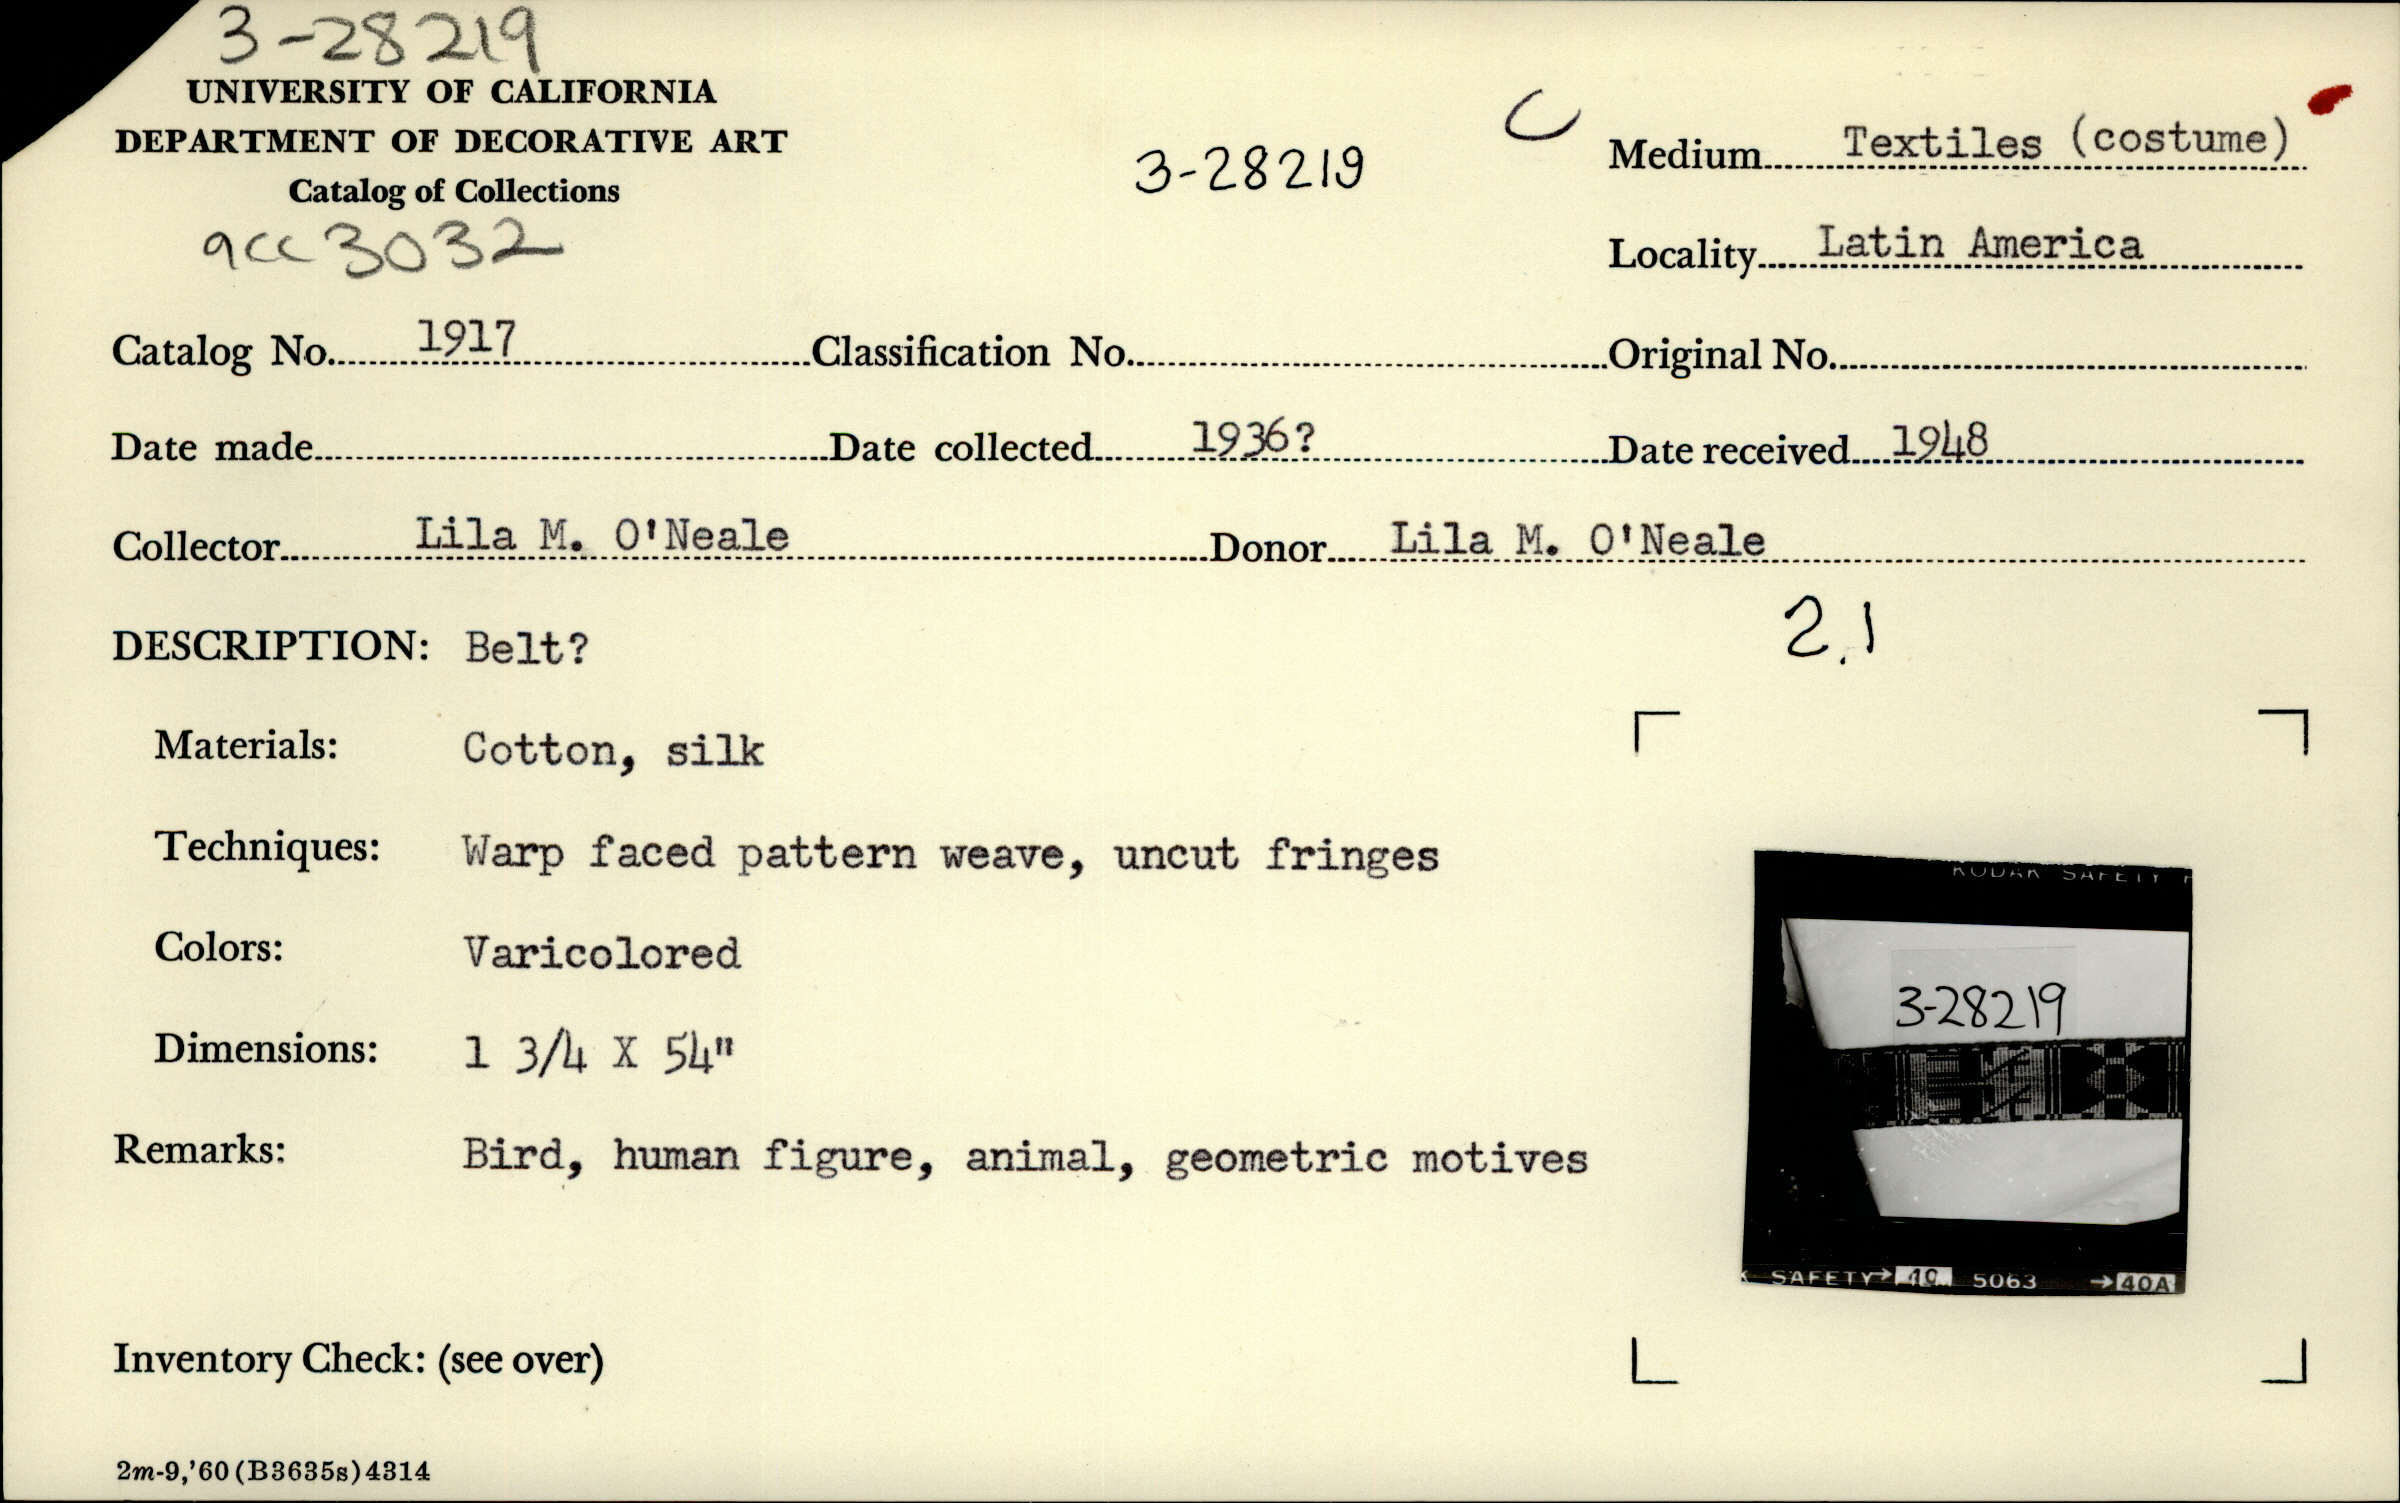 3-28219
UNIVERSITY OF CALIFORNIA
DEPARTMENT OF DECORATIVE ART
Catalog of Collections
acc 3032
3-28219
C
Medium Textiles (costume)
Locality Latin America
Catalog No. 1917 Classification No. Original No.
Date made Date collected 1936? Date received 1948
Collector Lila M. O'Neale Donor Lila M. O'Neale
DESCRIPTION: Belt?
2.1
Materials: Cotton, silk
Techniques: Warp faced pattern weave, uncut fringes
Colors: Varicolored
Dimensions: 1 3/4 X 54"
Remarks: Bird, human figure, animal, geometric motives
KODAK SAFETY
3-28219
SAFETY→ 40 5063 →40A
Inventory Check: (see over)
2m-9,'60(B3635s)4314